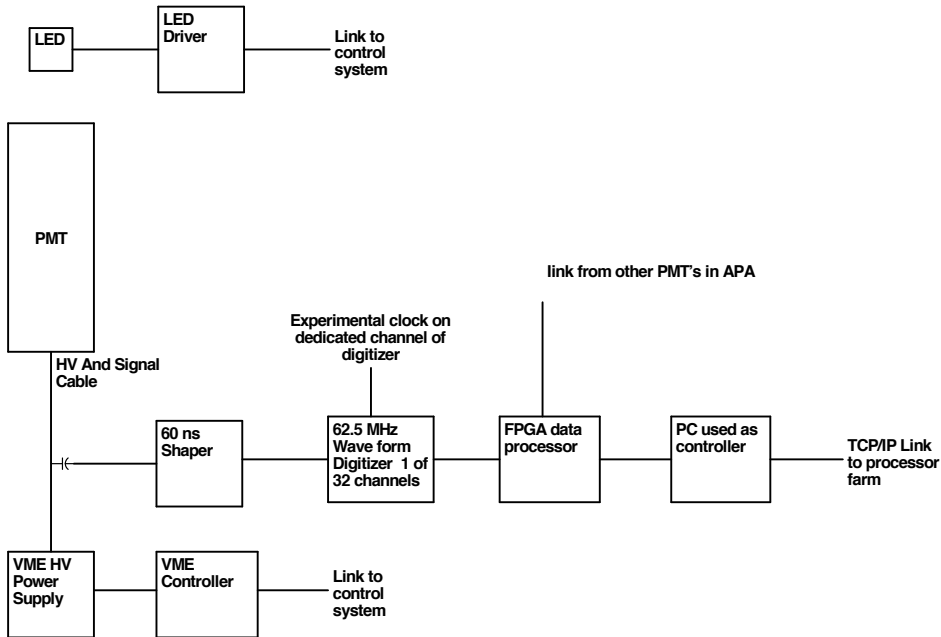 LED
LED
Driver
Link to
control
system
PMT
link from other PMT's in APA
Experimental clock on
dedicated channel of
digitizer
HV And Signal
Cable
60 ns
Shaper
62.5 MHz
Wave form
Digitizer 1 of
32 channels
FPGA data
processor
PC used as
controller
TCP/IP Link
to processor
farm
VME HV
Power
Supply
VME
Controller
Link to
control
system